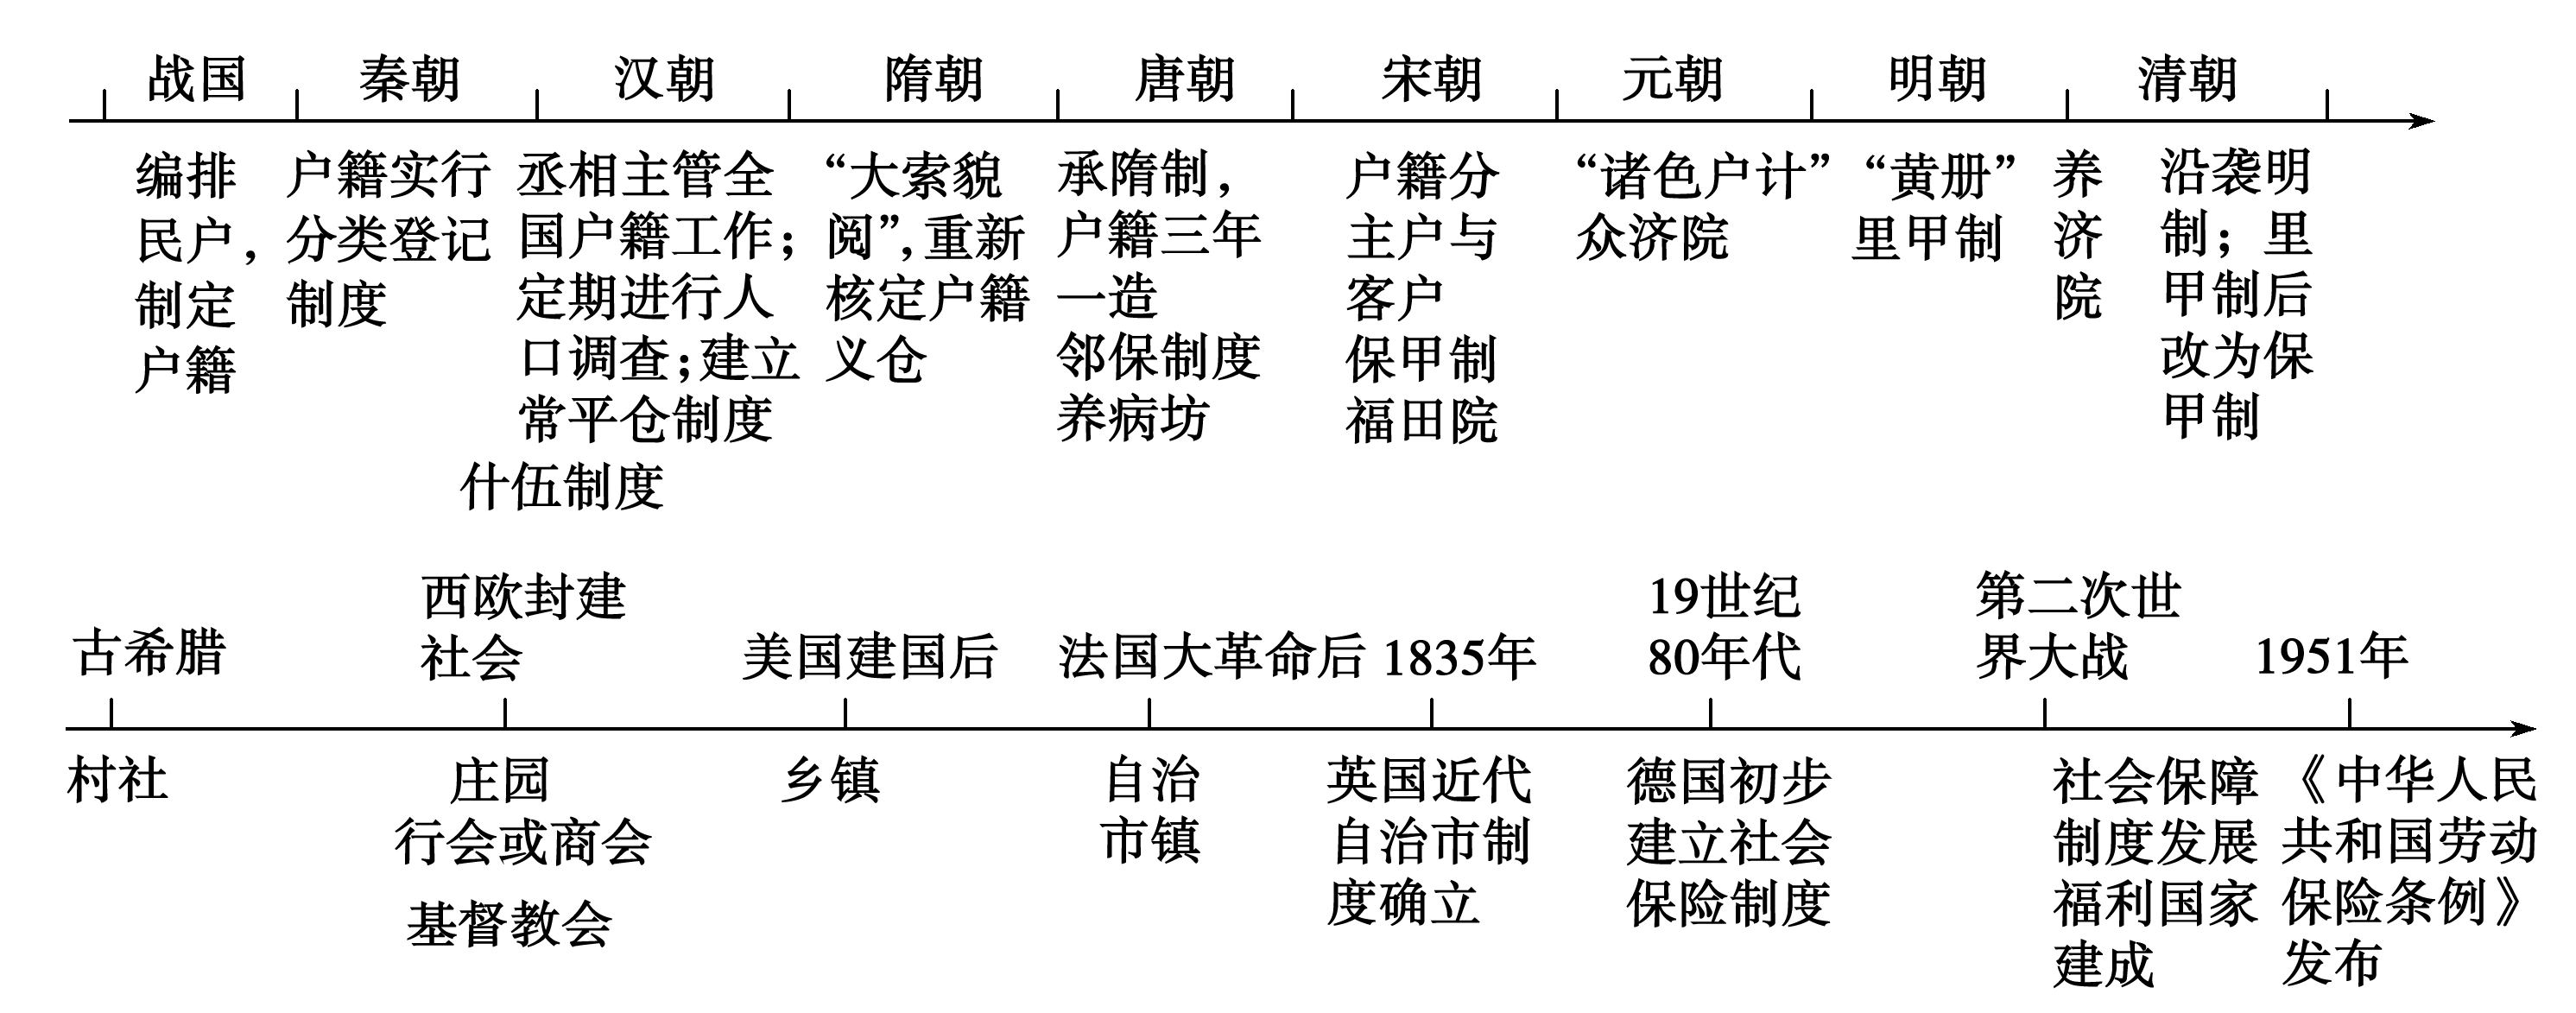 战国 秦朝 汉朝 隋朝 唐朝 宋朝 元朝 明朝 清朝
编排
民户，
制定
户籍
户籍实行
分类登记
制度
丞相主管全
国户籍工作；
定期进行人
口调查；建立
常平仓制度
什伍制度
“大索貌
阅”，重新
核定户籍
义仓
承隋制，
户籍三年
一造
邻保制度
养病坊
户籍分
主户与
客户
保甲制
福田院
“诸色户计”
众济院
“黄册”
里甲制
养
济
院
沿袭明
制；里
甲制后
改为保
甲制
古希腊
村社
西欧封建
社会
庄园
行会或商会
基督教会
美国建国后
乡镇
法国大革命后
自治
市镇
1835年
英国近代
自治市制
度确立
19世纪
80年代
德国初步
建立社会
保险制度
第二次世
界大战
社会保障
制度发展
福利国家
建成
1951年
《中华人民
共和国劳动
保险条例》
发布